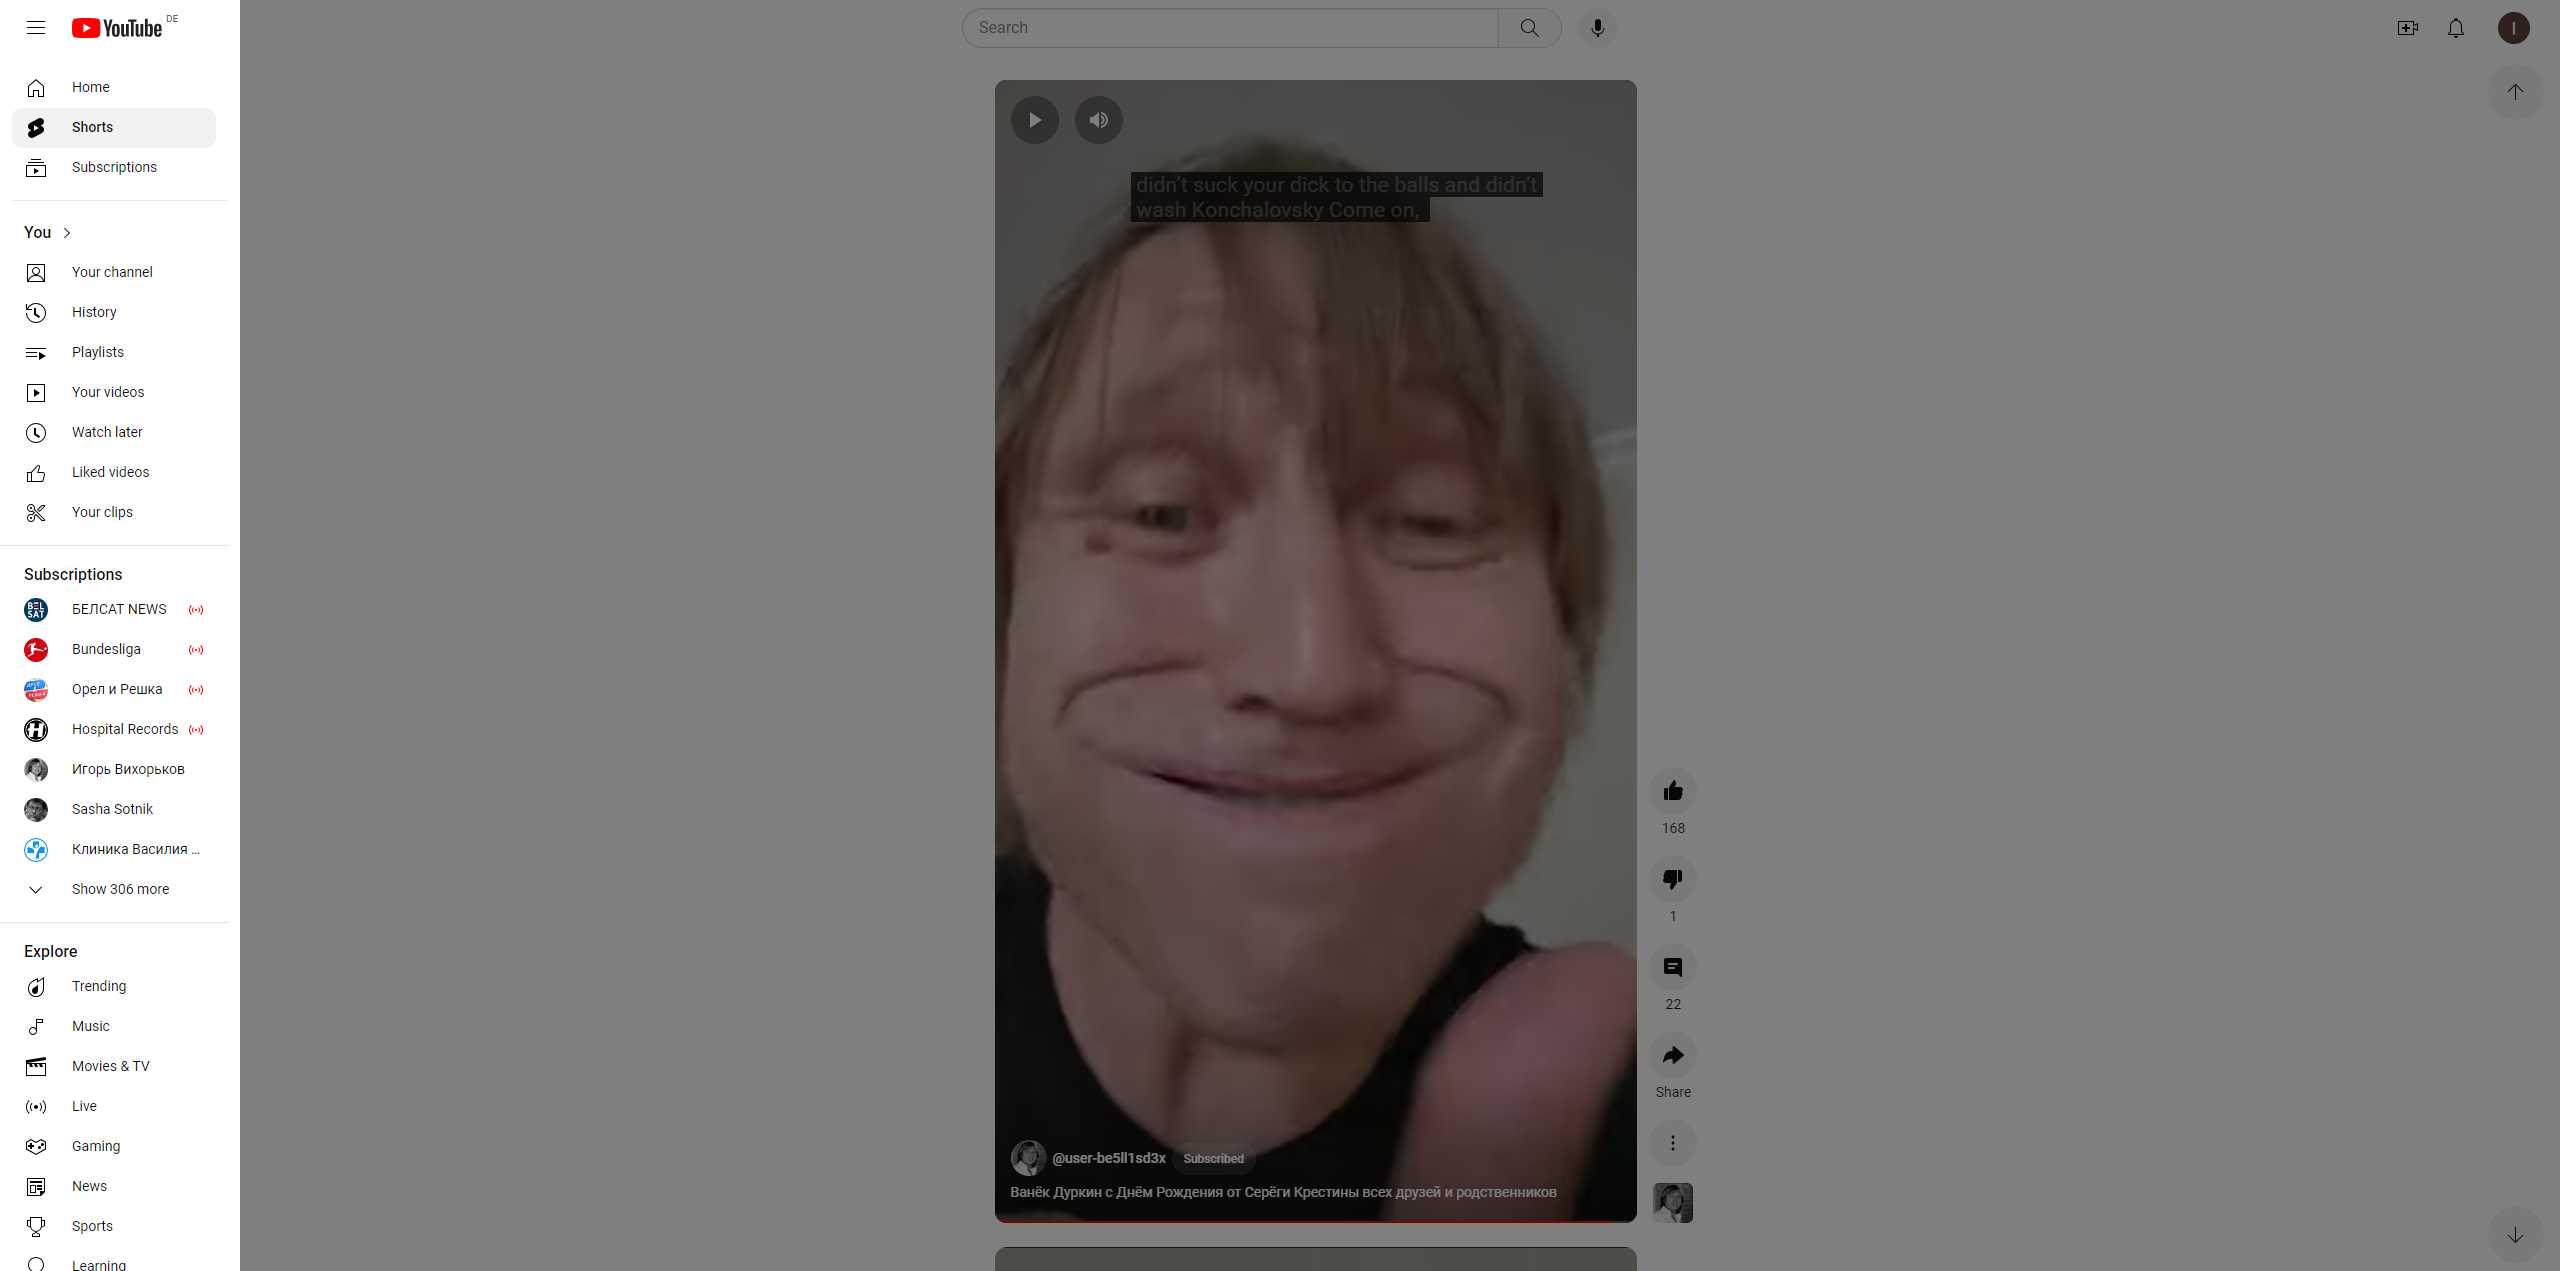 YouTube DE
Search
I
Home
Shorts
Subscriptions
You
Your channel
History
Playlists
Your videos
Watch later
Liked videos
Your clips
Subscriptions
BEL SAT
БЕЛСАТ NEWS
Bundesliga
Орел и Решка
Hospital Records
Игорь Вихорьков
Sasha Sotnik
Клиника Василия ...
Show 306 more
Explore
Trending
Music
Movies & TV
Live
Gaming
News
Sports
Learning
didn't suck your dick to the balls and didn't
wash Konchalovsky Come on,
168
1
22
Share
@user-be5ll1sd3x Subscribed
Ванёк Дуркин с Днём Рождения от Серёги Крестины всех друзей и родственников